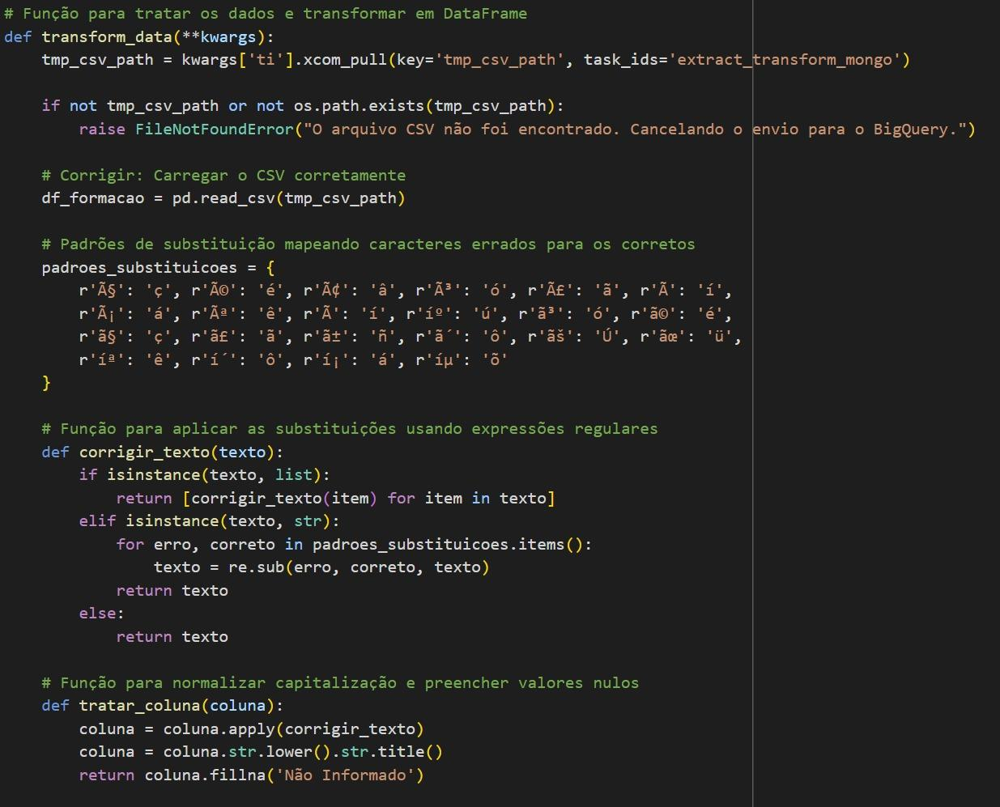 # Função para tratar os dados e transformar em DataFrame
def transform_data(**kwargs):
    tmp_csv_path = kwargs['ti'].xcom_pull(key='tmp_csv_path', task_ids='extract_transform_mongo')

    if not tmp_csv_path or not os.path.exists(tmp_csv_path):
        raise FileNotFoundError("O arquivo CSV não foi encontrado. Cancelando o envio para o BigQuery.")

    # Corrigir: Carregar o CSV corretamente
    df_formacao = pd.read_csv(tmp_csv_path)

    # Padrões de substituição mapeando caracteres errados para os corretos
    padroes_substituicoes = {
        r'Ã§': 'ç', r'Ã©': 'é', r'Ã¢': 'â', r'Ã³': 'ó', r'Ã£': 'ã', r'Ã': 'í',
        r'Ã¡': 'á', r'Ãª': 'ê', r'Ã': 'í', r'íº': 'ú', r'ã³': 'ó', r'ã©': 'é',
        r'ã§': 'ç', r'ã£': 'ã', r'ã±': 'ñ', r'ã´': 'ô', r'ãš': 'Ú', r'ãœ': 'ü',
        r'íª': 'ê', r'í´': 'ô', r'í¡': 'á', r'íµ': 'õ'
    }

    # Função para aplicar as substituições usando expressões regulares
    def corrigir_texto(texto):
        if isinstance(texto, list):
            return [corrigir_texto(item) for item in texto]
        elif isinstance(texto, str):
            for erro, correto in padroes_substituicoes.items():
                texto = re.sub(erro, correto, texto)
            return texto
        else:
            return texto

    # Função para normalizar capitalização e preencher valores nulos
    def tratar_coluna(coluna):
        coluna = coluna.apply(corrigir_texto)
        coluna = coluna.str.lower().str.title()
        return coluna.fillna('Não Informado')